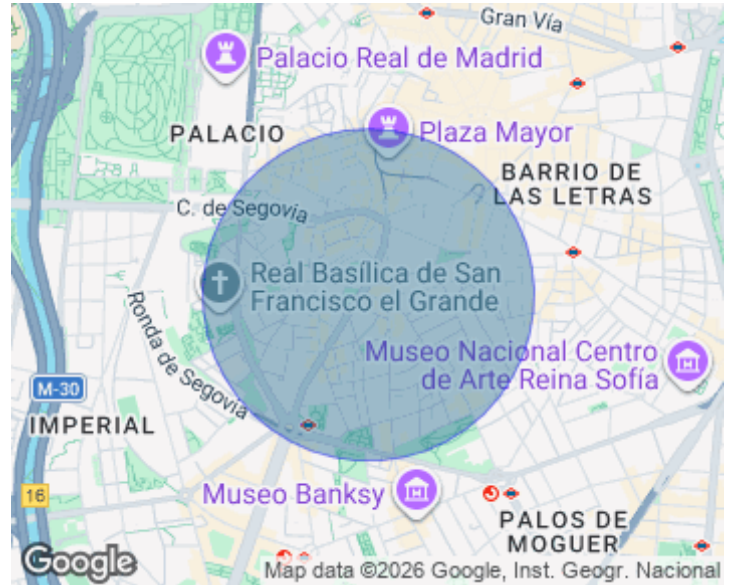 Gran Vía
Palacio Real de Madrid
PALACIO
Plaza Mayor
BARRIO DE
LAS LETRAS
C. de Segovia
Real Basílica de San
Francisco el Grande
Ronda de Segovia
Museo Nacional Centro
de Arte Reina Sofía
M-30
IMPERIAL
Museo Banksy
16
PALOS DE
MOGUER
Google
Map data ©2026 Google, Inst. Geogr. Nacional